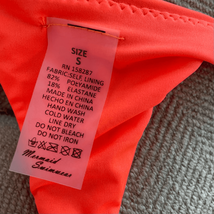 SIZE
S
RN 158287
FABRIC:SELF LINING
82% POLYAMIDE
18% ELASTANE
MADE IN CHINA
HECHO EN CHINA
HAND WASH
COLD WATER
LINE DRY
DO NOT BLEACH
DO NOT IRON
Mermaid
Swimwear